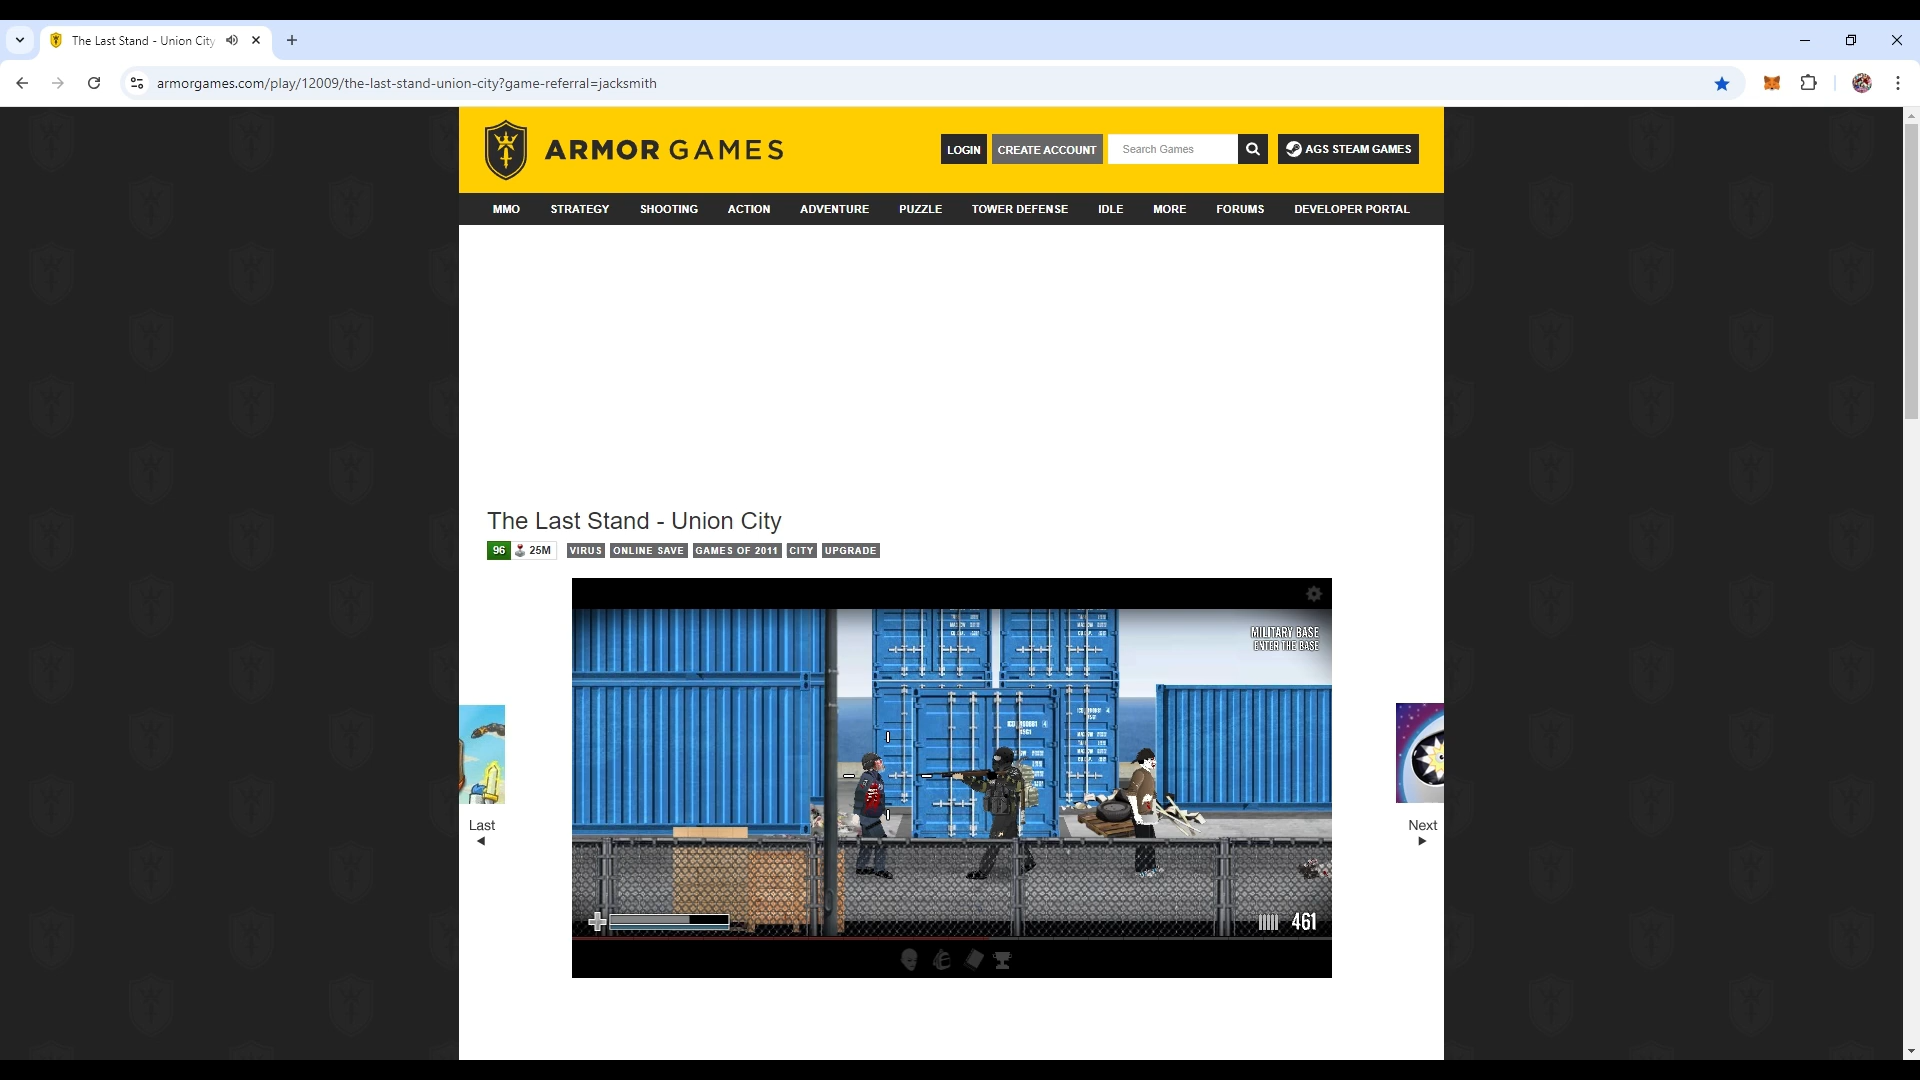 The Last Stand - Union City
armorgames.com/play/12009/the-last-stand-union-city?game-referral=jacksmith
ARMOR GAMES
LOGIN
CREATE ACCOUNT
Search Games
AGS STEAM GAMES
MMO
STRATEGY
SHOOTING
ACTION
ADVENTURE
PUZZLE
TOWER DEFENSE
IDLE
MORE
FORUMS
DEVELOPER PORTAL
The Last Stand - Union City
96
25M
VIRUS
ONLINE SAVE
GAMES OF 2011
CITY
UPGRADE
MILITARY BASE
ENTER THE BASE
Last
Next
461